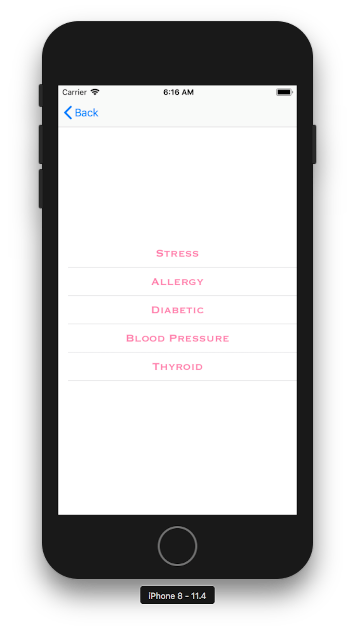 Carrier 6:16 AM
Back
Stress
Allergy
Diabetic
Blood Pressure
Thyroid
iPhone 8 - 11.4